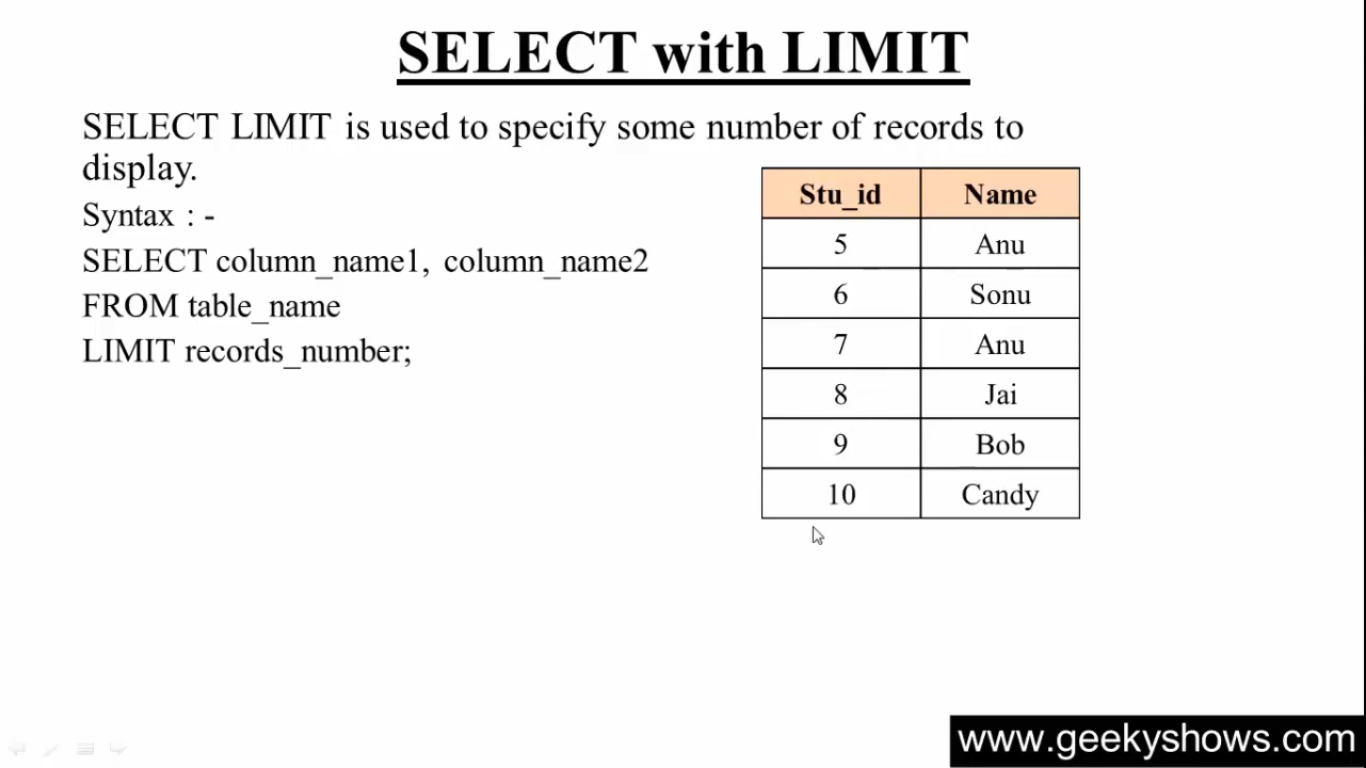 SELECT with LIMIT
SELECT LIMIT is used to specify some number of records to
display.
Syntax : -
SELECT column_name1, column_name2
FROM table_name
LIMIT records_number;
Stu_id Name
5 Anu
6 Sonu
7 Anu
8 Jai
9 Bob
10 Candy
www.geekyshows.com